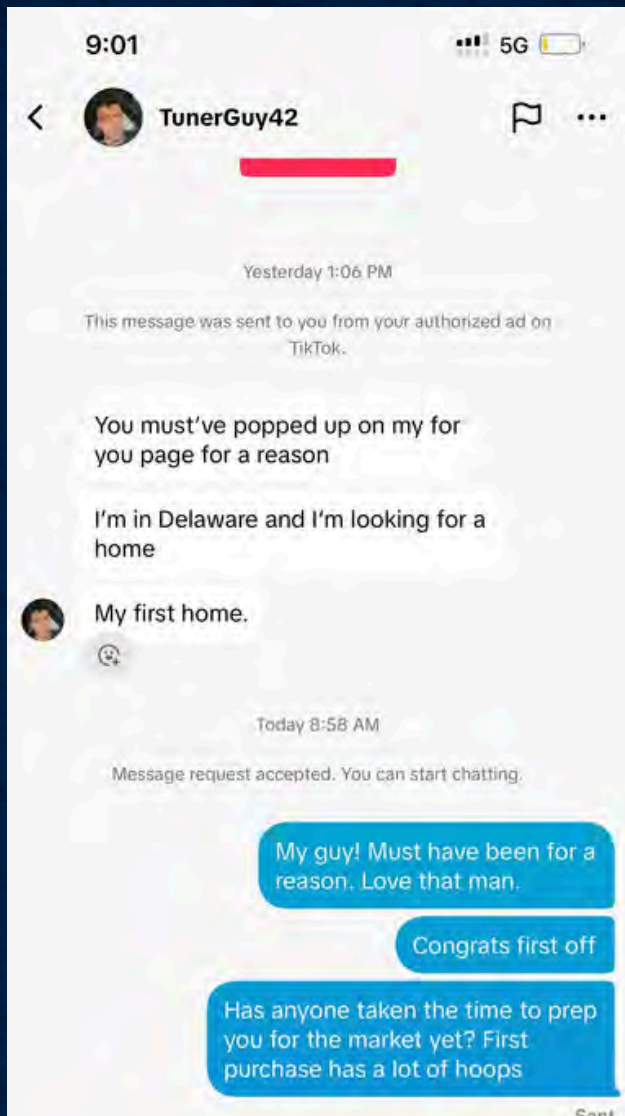 9:01
5G
TunerGuy42
Yesterday 1:06 PM
This message was sent to you from your authorized ad on
TikTok.
You must've popped up on my for
you page for a reason
I'm in Delaware and I'm looking for a
home
My first home.
Today 8:58 AM
Message request accepted. You can start chatting.
My guy! Must have been for a
reason. Love that man.
Congrats first off
Has anyone taken the time to prep
you for the market yet? First
purchase has a lot of hoops
Sent